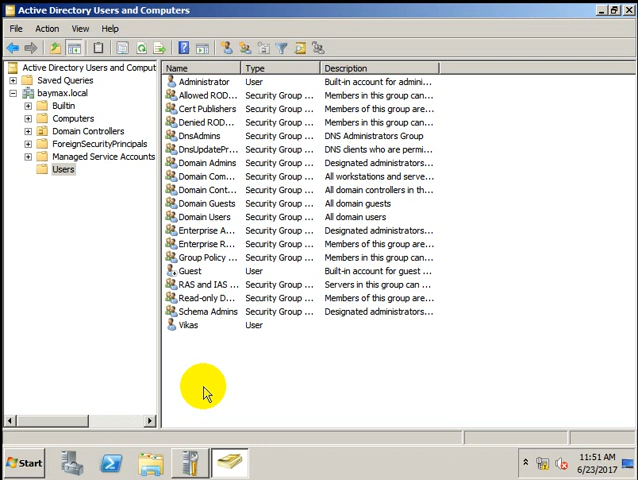 Active Directory Users and Computers
File Action View Help
Active Directory Users and Comput
Saved Queries
baymax.local
Builtin
Computers
Domain Controllers
ForeignSecurityPrincipals
Managed Service Accounts
Users
Name Type Description
Administrator User Built-in account for admini...
Allowed ROD... Security Group ... Members in this group can...
Cert Publishers Security Group ... Members of this group are...
Denied ROD... Security Group ... Members in this group can...
DnsAdmins Security Group ... DNS Administrators Group
DnsUpdatePr... Security Group ... DNS clients who are permi...
Domain Admins Security Group ... Designated administrators...
Domain Com... Security Group ... All workstations and serve...
Domain Cont... Security Group ... All domain controllers in th...
Domain Guests Security Group ... All domain guests
Domain Users Security Group ... All domain users
Enterprise A... Security Group ... Designated administrators...
Enterprise R... Security Group ... Members of this group are...
Group Policy ... Security Group ... Members in this group can...
Guest User Built-in account for guest ...
RAS and IAS ... Security Group ... Servers in this group can ...
Read-only D... Security Group ... Members of this group are...
Schema Admins Security Group ... Designated administrators...
Vikas User
Start
11:51 AM
6/23/2017